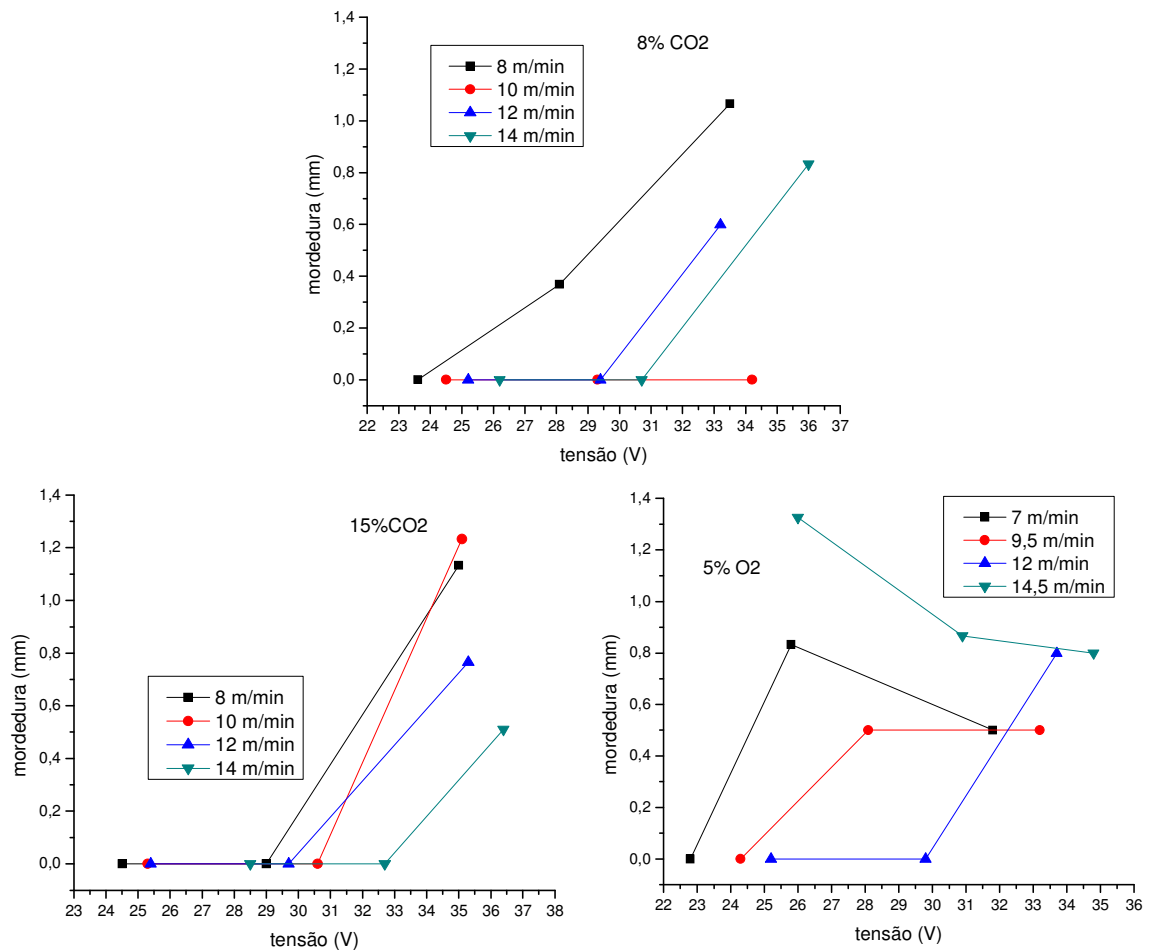 1,4
1,2
1,0
0,8
0,6
0,4
0,2
0,0
mordedura (mm)
8% CO2
8 m/min
10 m/min
12 m/min
14 m/min
22 23 24 25 26 27 28 29 30 31 32 33 34 35 36 37
tensão (V)
1,4
1,2
1,0
0,8
0,6
0,4
0,2
0,0
mordedura (mm)
15%CO2
8 m/min
10 m/min
12 m/min
14 m/min
23 24 25 26 27 28 29 30 31 32 33 34 35 36 37 38
tensão (V)
1,4
1,2
1,0
0,8
0,6
0,4
0,2
0,0
mordedura (mm)
5% O2
7 m/min
9,5 m/min
12 m/min
14,5 m/min
22 23 24 25 26 27 28 29 30 31 32 33 34 35 36
tensão (V)